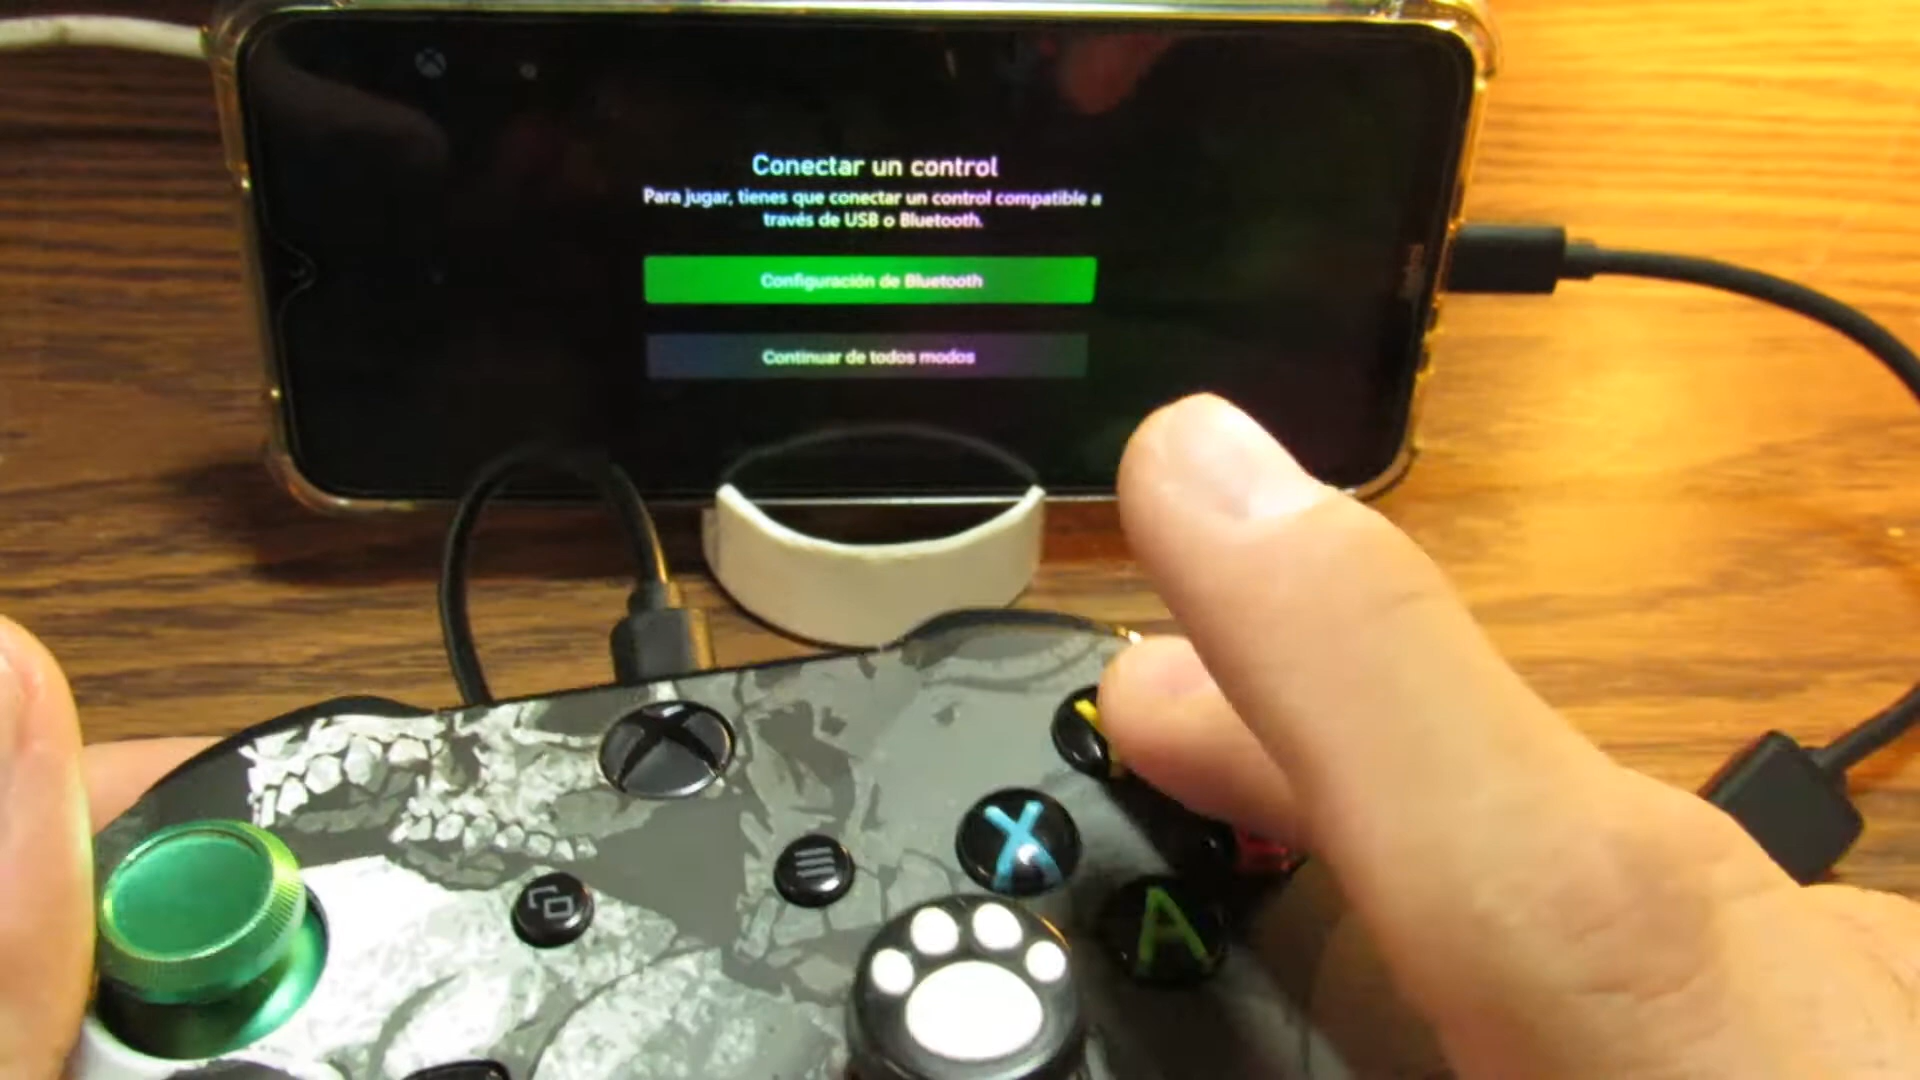 Conectar un control
Para jugar, tienes que conectar un control compatible a
través de USB o Bluetooth.
Configuración de Bluetooth
Continuar de todos modos
X
A